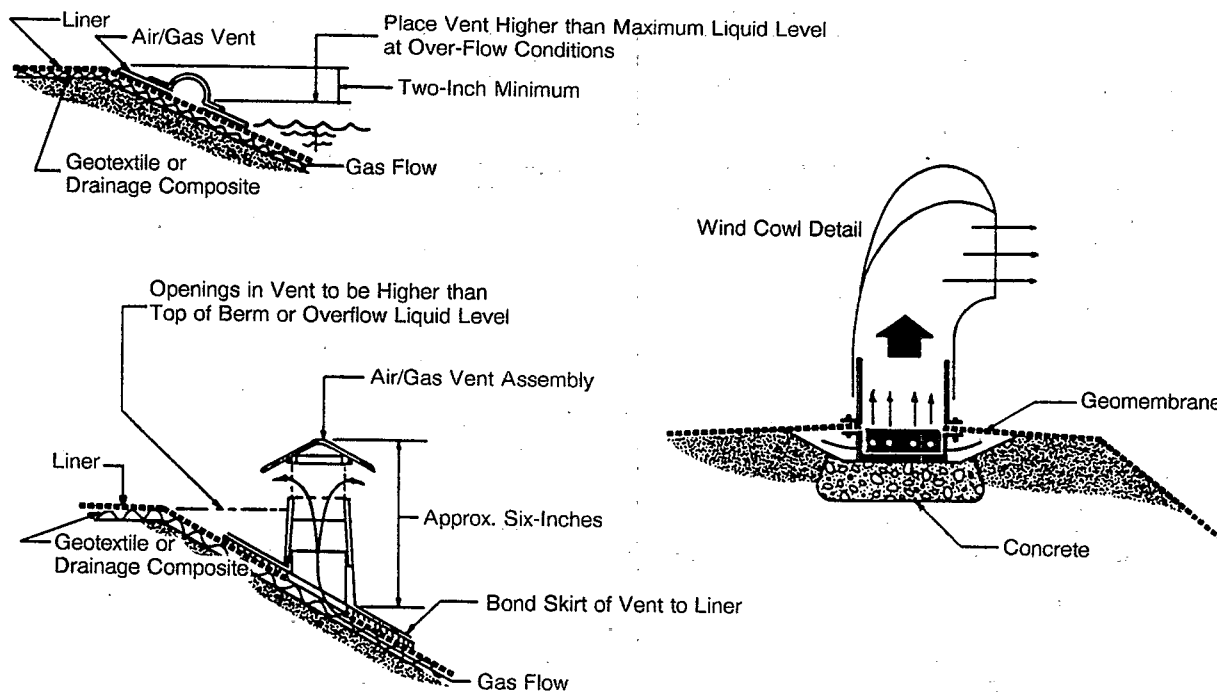 Liner
Air/Gas Vent
Place Vent Higher than Maximum Liquid Level
at Over-Flow Conditions
Two-Inch Minimum
Geotextile or
Drainage Composite
Gas Flow
Wind Cowl Detail
Geomembrane
Concrete
Openings in Vent to be Higher than
Top of Berm or Overflow Liquid Level
Air/Gas Vent Assembly
Liner
Approx. Six-Inches
Geotextile or
Drainage Composite
Bond Skirt of Vent to Liner
Gas Flow